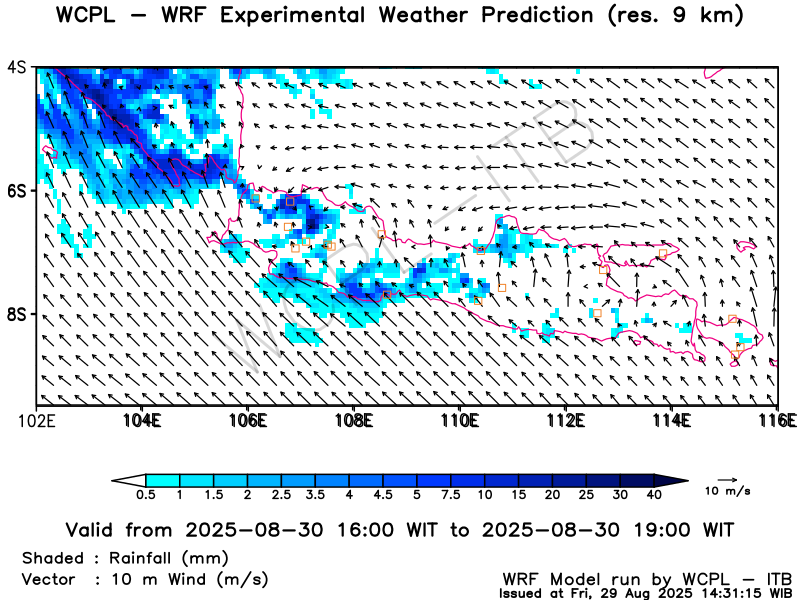 WCPL – WRF Experimental Weather Prediction (res. 9 km)
4S
6S
8S
WCPL – ITB
102E 104E 106E 108E 110E 112E 114E 116E
0.5 1 1.5 2 2.5 3.5 4 4.5 5 7.5 10 15 20 25 30 40
10 m/s
Valid from 2025–08–30 16:00 WIT to 2025–08–30 19:00 WIT
Shaded : Rainfall (mm)
Vector : 10 m Wind (m/s)
WRF Model run by WCPL – ITB
Issued at Fri, 29 Aug 2025 14:31:15 WIB